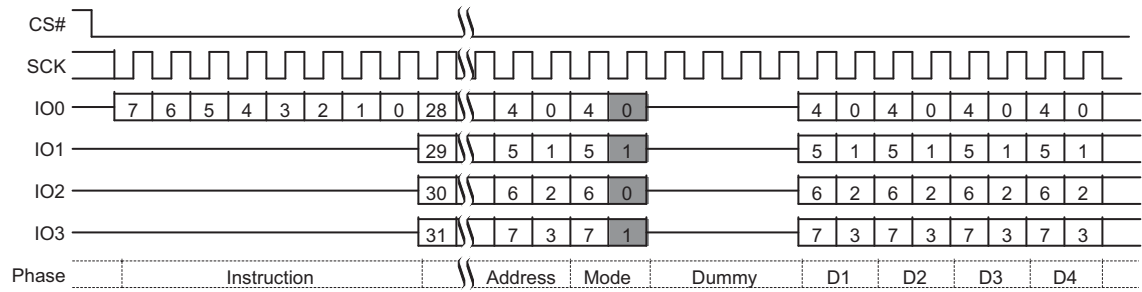 CS#
SCK
IO0 7 6 5 4 3 2 1 0 28 4 0 4 0 4 0 4 0 4 0 4 0
IO1 29 5 1 5 1 5 1 5 1 5 1 5 1
IO2 30 6 2 6 0 6 2 6 2 6 2 6 2
IO3 31 7 3 7 1 7 3 7 3 7 3 7 3
Phase Instruction Address Mode Dummy D1 D2 D3 D4